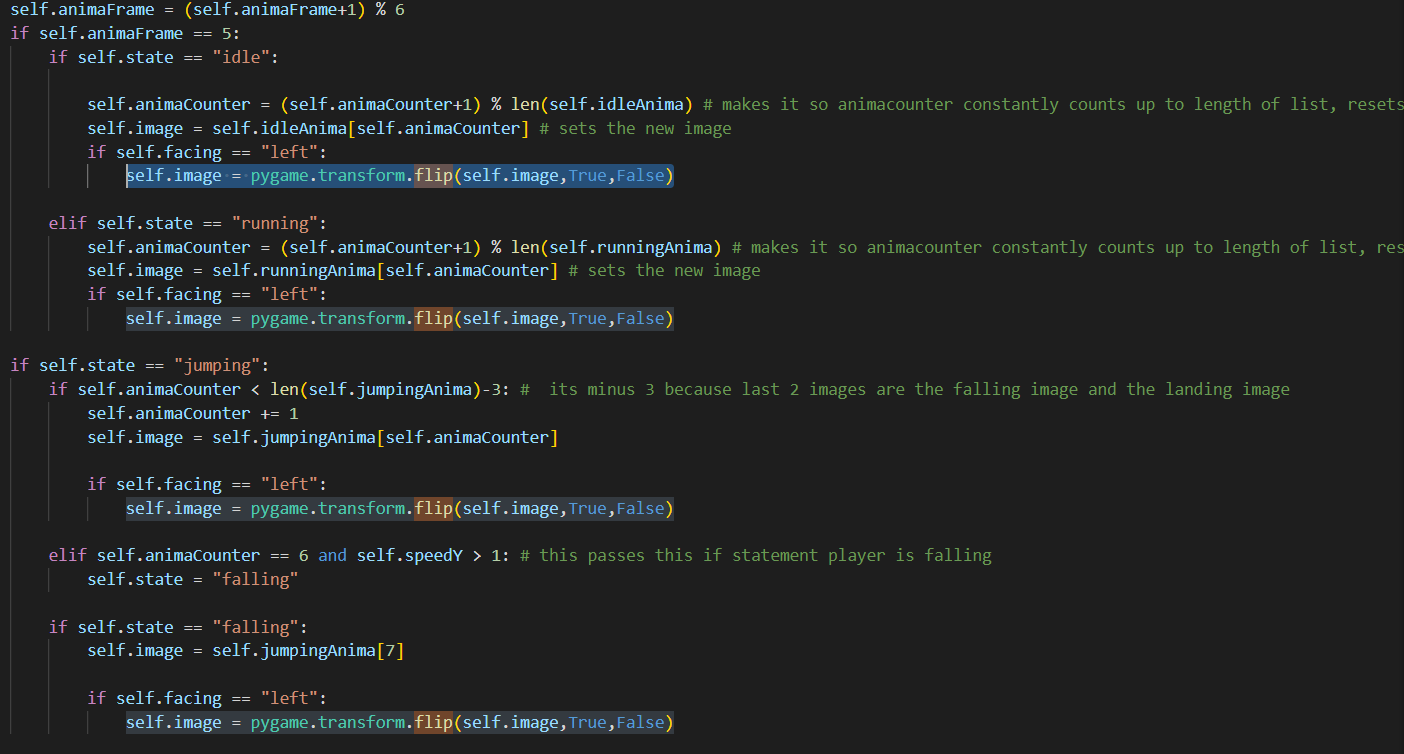 self.animaFrame = (self.animaFrame+1) % 6
if self.animaFrame == 5:
    if self.state == "idle":

        self.animaCounter = (self.animaCounter+1) % len(self.idleAnima) # makes it so animacounter constantly counts up to length of list, resets
        self.image = self.idleAnima[self.animaCounter] # sets the new image
        if self.facing == "left":
            self.image = pygame.transform.flip(self.image,True,False)

    elif self.state == "running":
        self.animaCounter = (self.animaCounter+1) % len(self.runningAnima) # makes it so animacounter constantly counts up to length of list, res
        self.image = self.runningAnima[self.animaCounter] # sets the new image
        if self.facing == "left":
            self.image = pygame.transform.flip(self.image,True,False)

if self.state == "jumping":
    if self.animaCounter < len(self.jumpingAnima)-3: #  its minus 3 because last 2 images are the falling image and the landing image
        self.animaCounter += 1
        self.image = self.jumpingAnima[self.animaCounter]

        if self.facing == "left":
            self.image = pygame.transform.flip(self.image,True,False)

    elif self.animaCounter == 6 and self.speedY > 1: # this passes this if statement player is falling
        self.state = "falling"

    if self.state == "falling":
        self.image = self.jumpingAnima[7]

        if self.facing == "left":
            self.image = pygame.transform.flip(self.image,True,False)